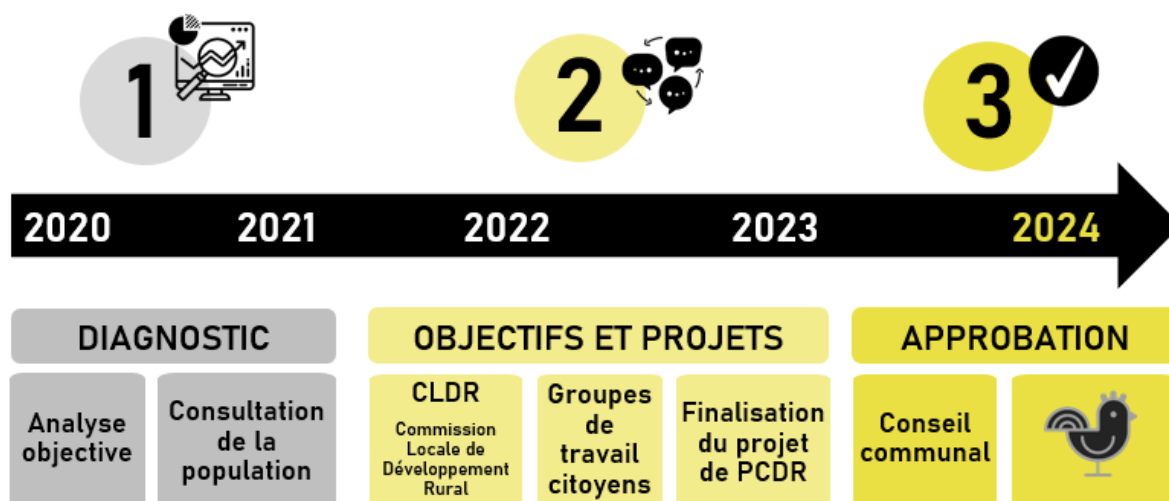 1
2
3
2020 2021 2022 2023 2024
DIAGNOSTIC
OBJECTIFS ET PROJETS
APPROBATION
Analyse
objective
Consultation
de la
population
CLDR
Commission
Locale de
Développement
Rural
Groupes
de
travail
citoyens
Finalisation
du projet
de PCDR
Conseil
communal